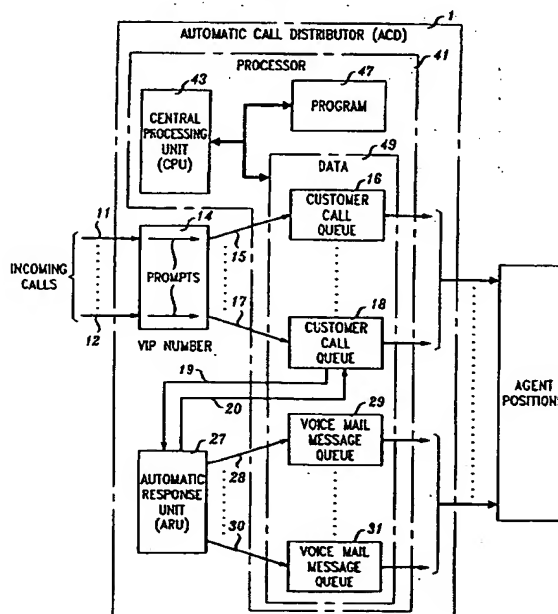 AUTOMATIC CALL DISTRIBUTOR (ACD)
1
PROCESSOR
41
43
47
CENTRAL
PROCESSING
UNIT
(CPU)
PROGRAM
49
DATA
16
CUSTOMER
CALL
QUEUE
11
14
15
INCOMING
CALLS
PROMPTS
17
18
12
VIP NUMBER
CUSTOMER
CALL
QUEUE
19
20
AGENT
POSITIONS
27
29
AUTOMATIC
RESPONSE
UNIT
(ARU)
28
VOICE MAIL
MESSAGE
QUEUE
30
31
VOICE MAIL
MESSAGE
QUEUE